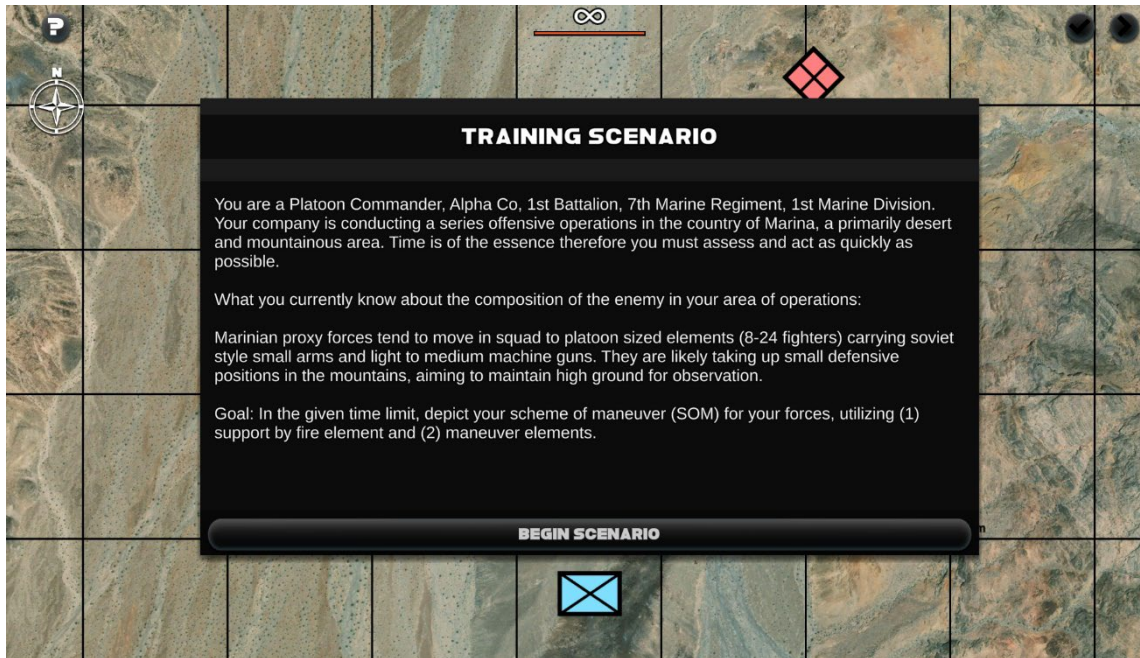 ?
∞
N
TRAINING SCENARIO
You are a Platoon Commander, Alpha Co, 1st Battalion, 7th Marine Regiment, 1st Marine Division.
Your company is conducting a series offensive operations in the country of Marina, a primarily desert
and mountainous area. Time is of the essence therefore you must assess and act as quickly as
possible.
What you currently know about the composition of the enemy in your area of operations:
Marinian proxy forces tend to move in squad to platoon sized elements (8-24 fighters) carrying soviet
style small arms and light to medium machine guns. They are likely taking up small defensive
positions in the mountains, aiming to maintain high ground for observation.
Goal: In the given time limit, depict your scheme of maneuver (SOM) for your forces, utilizing (1)
support by fire element and (2) maneuver elements.
BEGIN SCENARIO